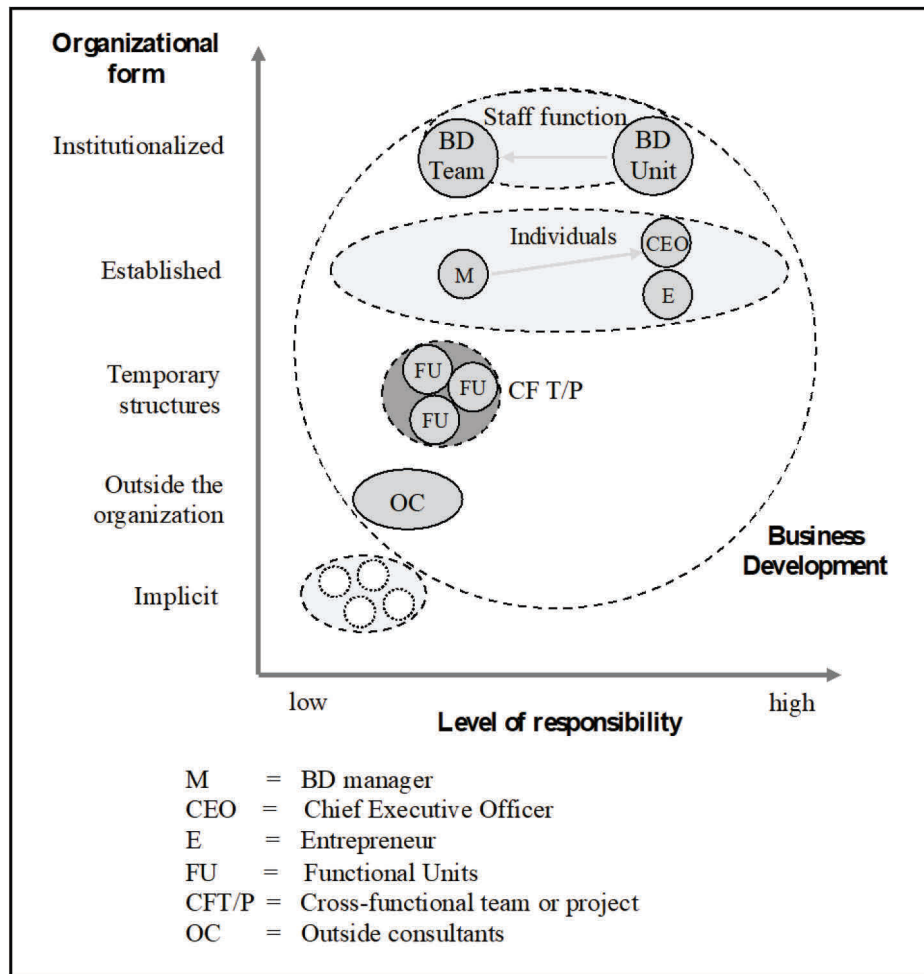 Organizational
form
Institutionalized
Staff function
BD
Team
BD
Unit
Established
Individuals
CEO
M
E
Temporary
structures
FU
FU
FU
CF T/P
Outside the
organization
OC
Business
Development
Implicit
low
high
Level of responsibility
M = BD manager
CEO = Chief Executive Officer
E = Entrepreneur
FU = Functional Units
CFT/P = Cross-functional team or project
OC = Outside consultants